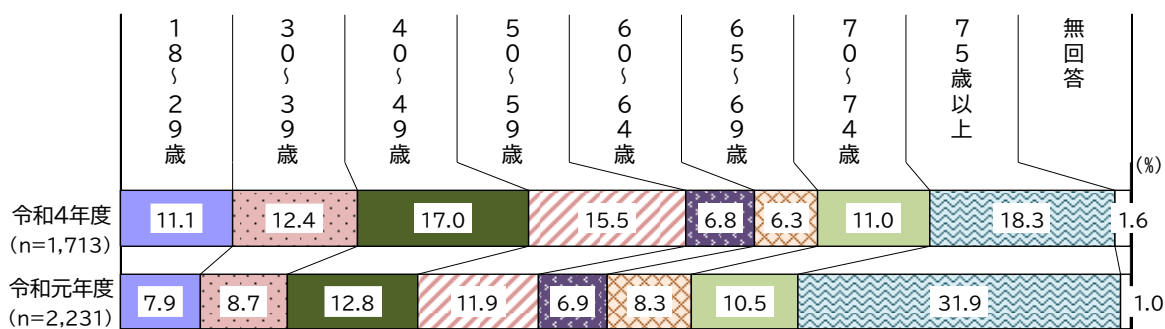 18～29歳
30～39歳
40～49歳
50～59歳
60～64歳
65～69歳
70～74歳
75歳以上
無回答
(%)
令和4年度
(n=1,713)
11.1
12.4
17.0
15.5
6.8
6.3
11.0
18.3
1.6
令和元年度
(n=2,231)
7.9
8.7
12.8
11.9
6.9
8.3
10.5
31.9
1.0